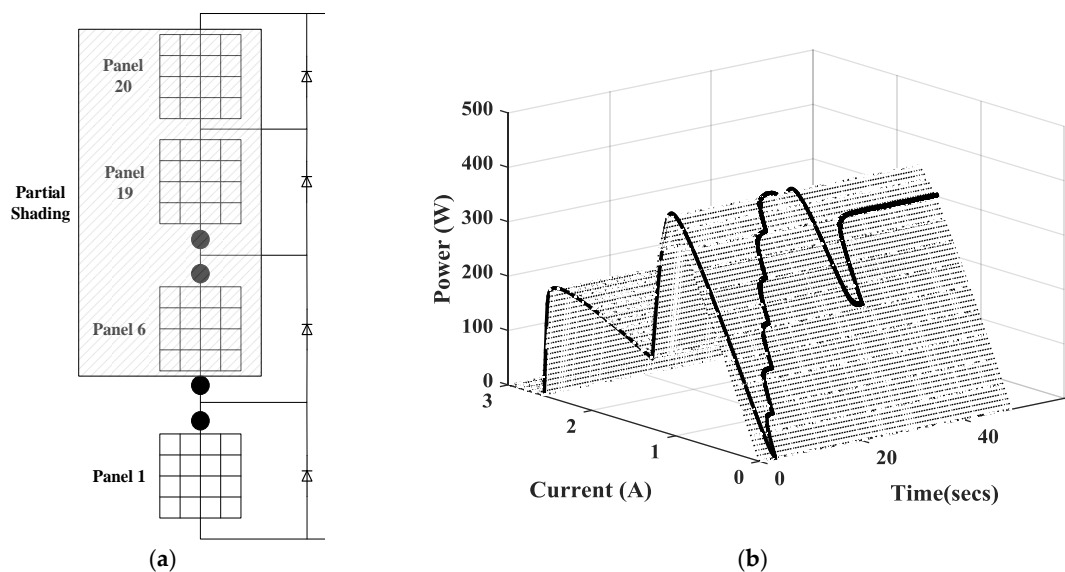 Panel
20
Panel
19
Partial
Shading
Panel 6
Panel 1
(a)
500
400
300
200
100
0
Power (W)
3
2
1
0
Current (A)
0
20
40
Time(secs)
(b)